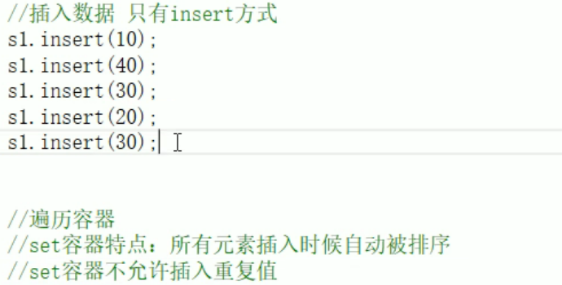 //插入数据 只有insert方式
s1.insert(10);
s1.insert(40);
s1.insert(30);
s1.insert(20);
s1.insert(30);
//遍历容器
//set容器特点：所有元素插入时候自动被排序
//set容器不允许插入重复值